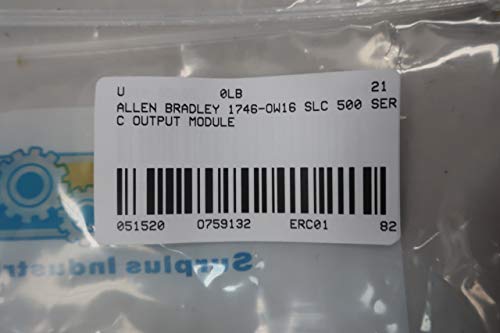 U 0LB 21
ALLEN BRADLEY 1746-OW16 SLC 500 SER
C OUTPUT MODULE
051520 0759132 ERC01 82
Surplus Industr